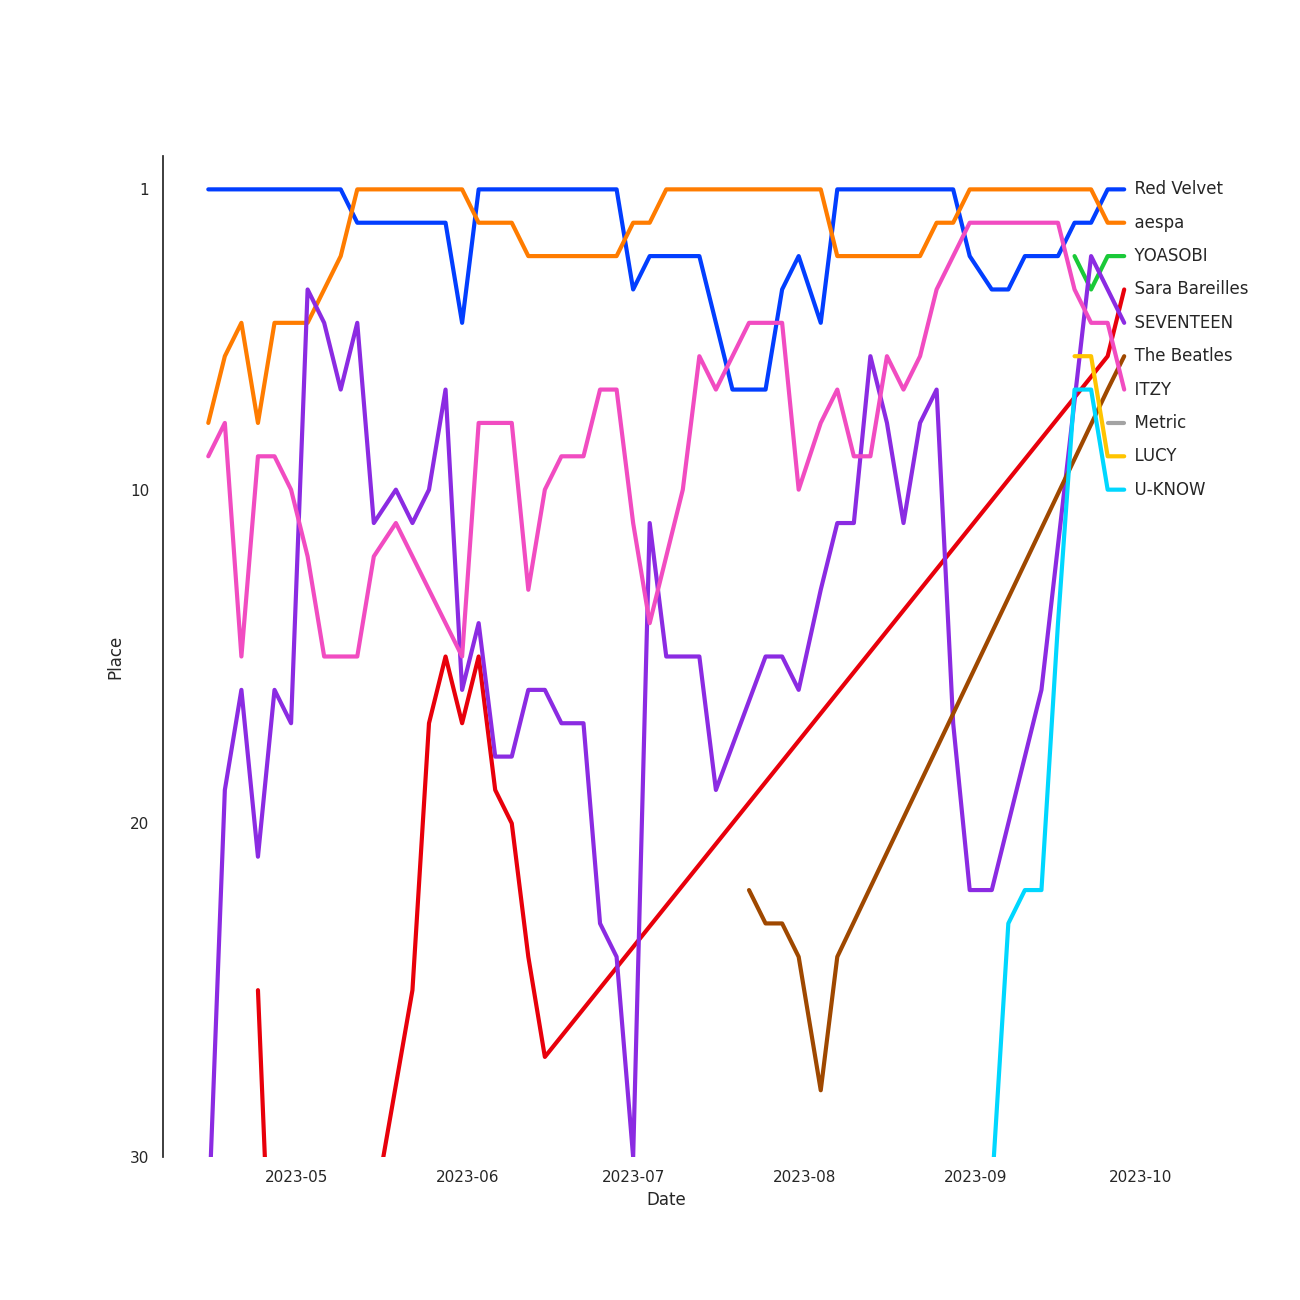 1
10
20
30
Place
2023-05
2023-06
2023-07
2023-08
2023-09
2023-10
Date
Red Velvet
aespa
YOASOBI
Sara Bareilles
SEVENTEEN
The Beatles
ITZY
Metric
LUCY
U-KNOW